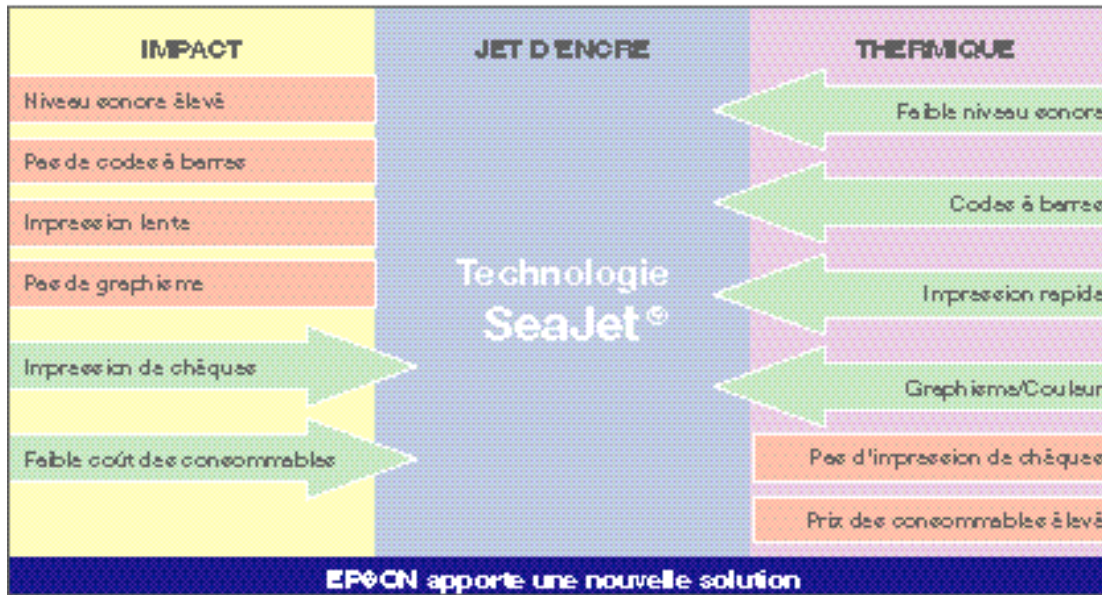 IMPACT
JET D'ENCRE
THERMIQUE
Niveau sonore élevé
Pas de codes à barres
Impression lente
Pas de graphisme
Impression de chèques
Faible coût des consommables
Technologie
SeaJet®
Faible niveau sonore
Codes à barres
Impression rapide
Graphisme/Couleur
Pas d'impression de chèques
Prix des consommables élevé
EPSON apporte une nouvelle solution